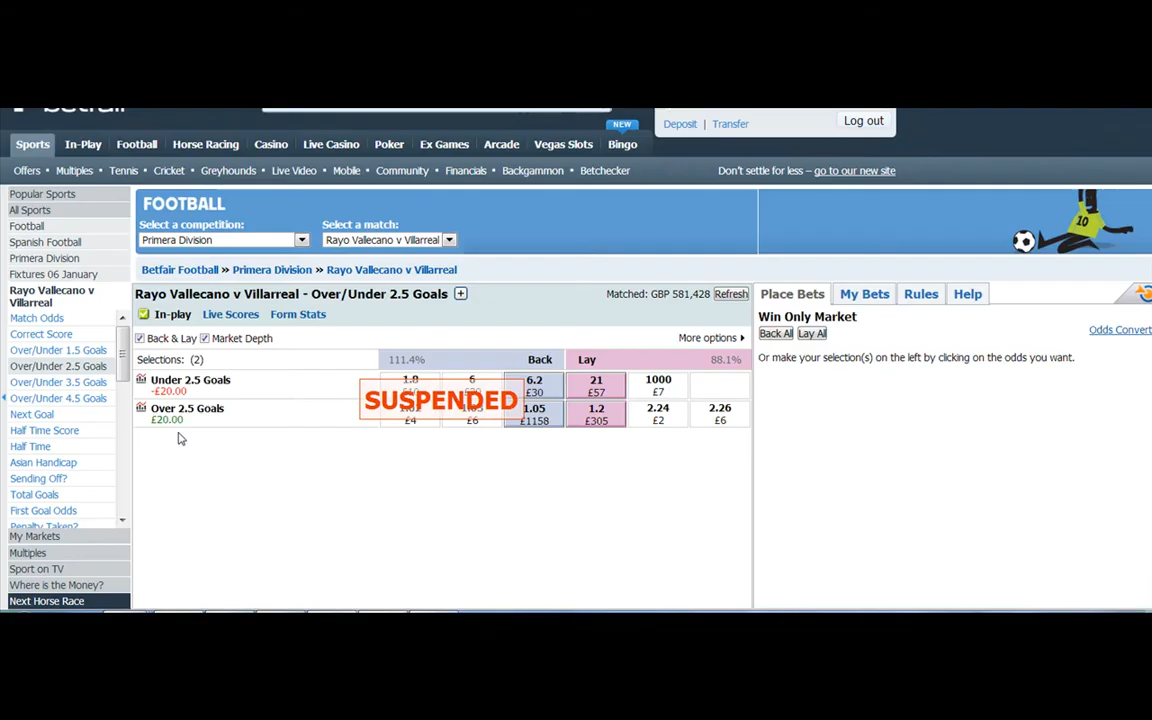 betfair
Deposit | Transfer
Log out
NEW
Sports In-Play Football Horse Racing Casino Live Casino Poker Ex Games Arcade Vegas Slots Bingo
Offers • Multiples • Tennis • Cricket • Greyhounds • Live Video • Mobile • Community • Financials • Backgammon • Betchecker
Don't settle for less – go to our new site
Popular Sports
All Sports
Football
Spanish Football
Primera Division
Fixtures 06 January
Rayo Vallecano v
Villarreal
Match Odds
Correct Score
Over/Under 1.5 Goals
Over/Under 2.5 Goals
Over/Under 3.5 Goals
Over/Under 4.5 Goals
Next Goal
Half Time Score
Half Time
Asian Handicap
Sending Off?
Total Goals
First Goal Odds
Penalty Taken?
My Markets
Multiples
Sport on TV
Where is the Money?
Next Horse Race
FOOTBALL
Select a competition: Select a match:
Primera Division Rayo Vallecano v Villarreal
10
Betfair Football » Primera Division » Rayo Vallecano v Villarreal
Rayo Vallecano v Villarreal - Over/Under 2.5 Goals
Matched: GBP 581,428 Refresh
In-play Live Scores Form Stats
Back & Lay Market Depth
More options
Selections: (2) 111.4% Back Lay 88.1%
Under 2.5 Goals 1.8 6 6.2 21 1000
-£20.00 £30 £57 £7
SUSPENDED
Over 2.5 Goals 1.05 1.2 2.24 2.26
£20.00 £4 £6 £1158 £305 £2 £6
Place Bets My Bets Rules Help
Win Only Market
Back All Lay All
Odds Convert
Or make your selection(s) on the left by clicking on the odds you want.